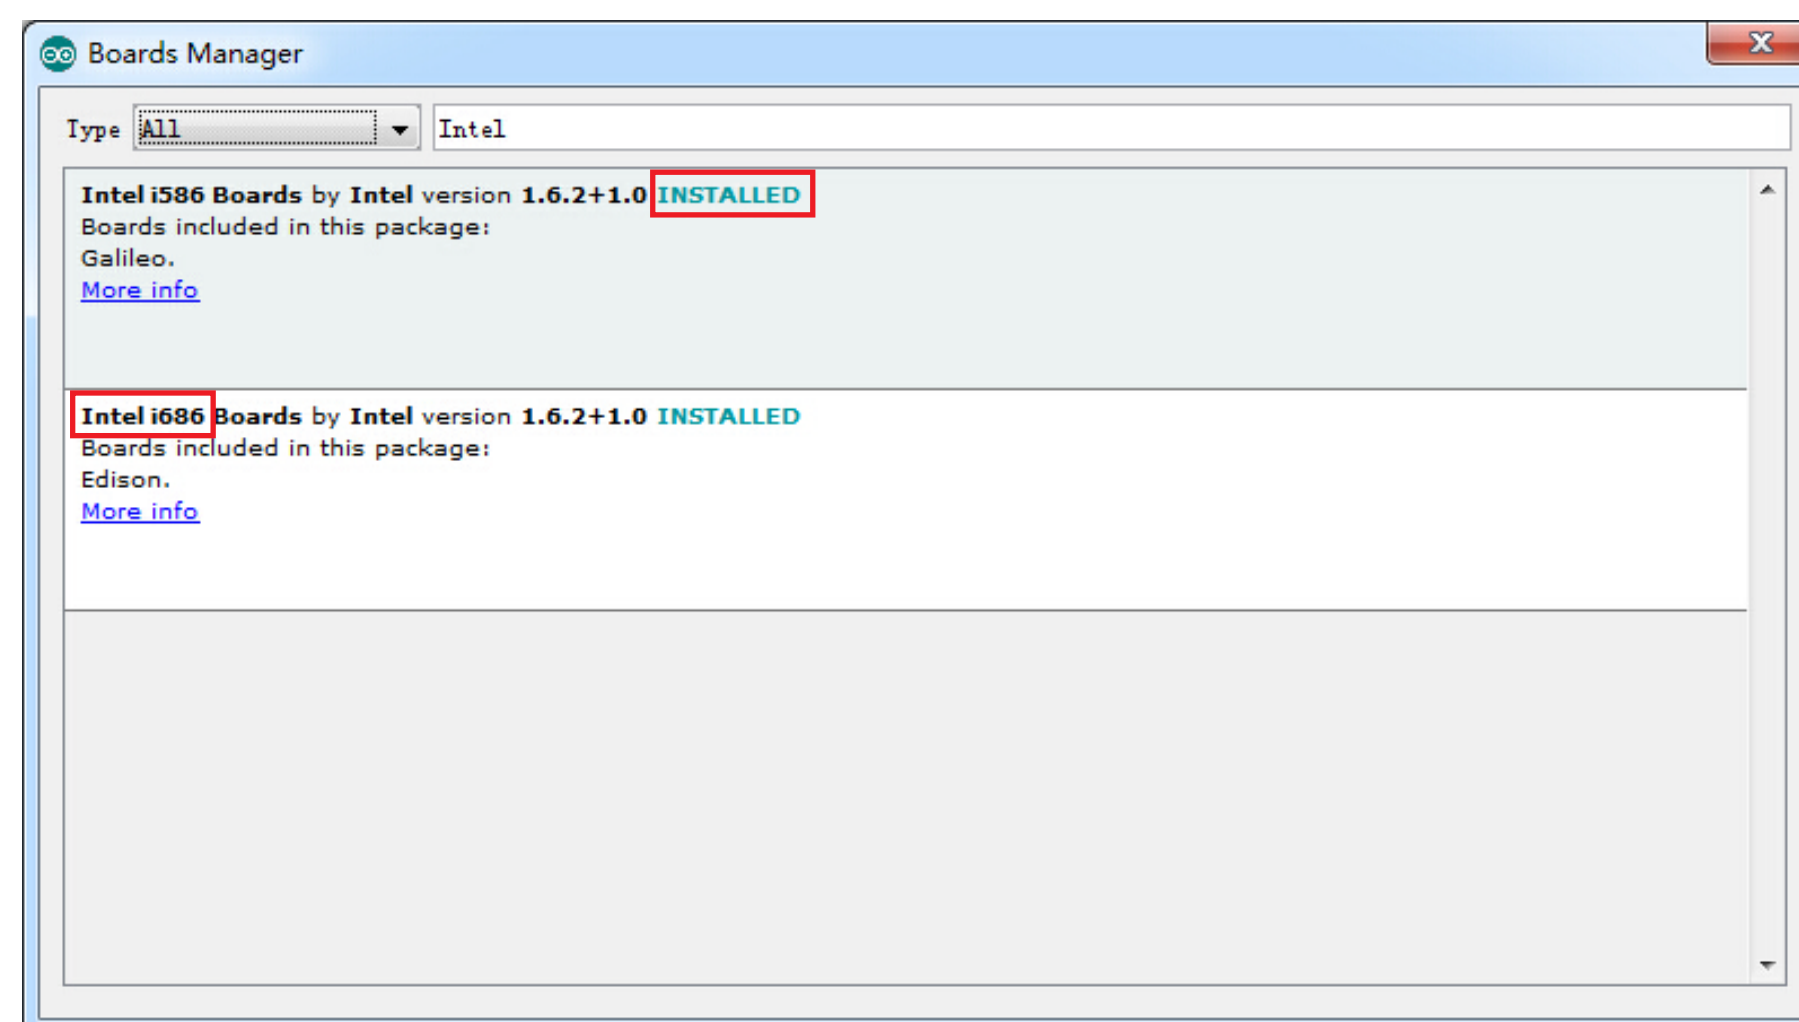 Boards Manager
Type All Intel
Intel i586 Boards by Intel version 1.6.2+1.0 INSTALLED
Boards included in this package:
Galileo.
More info
Intel i686 Boards by Intel version 1.6.2+1.0 INSTALLED
Boards included in this package:
Edison.
More info